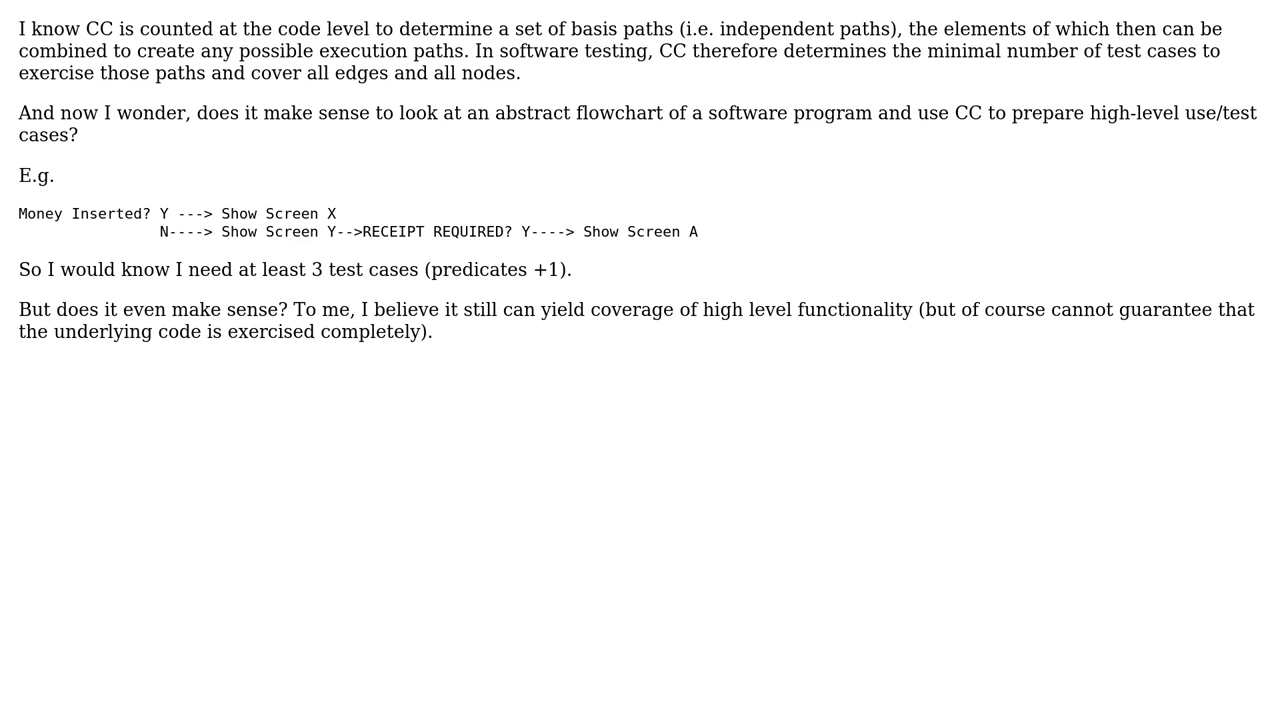 I know CC is counted at the code level to determine a set of basis paths (i.e. independent paths), the elements of which then can be
combined to create any possible execution paths. In software testing, CC therefore determines the minimal number of test cases to
exercise those paths and cover all edges and all nodes.
And now I wonder, does it make sense to look at an abstract flowchart of a software program and use CC to prepare high-level use/test
cases?
E.g.
Money Inserted? Y ---> Show Screen X
                N----> Show Screen Y-->RECEIPT REQUIRED? Y----> Show Screen A
So I would know I need at least 3 test cases (predicates +1).
But does it even make sense? To me, I believe it still can yield coverage of high level functionality (but of course cannot guarantee that
the underlying code is exercised completely).